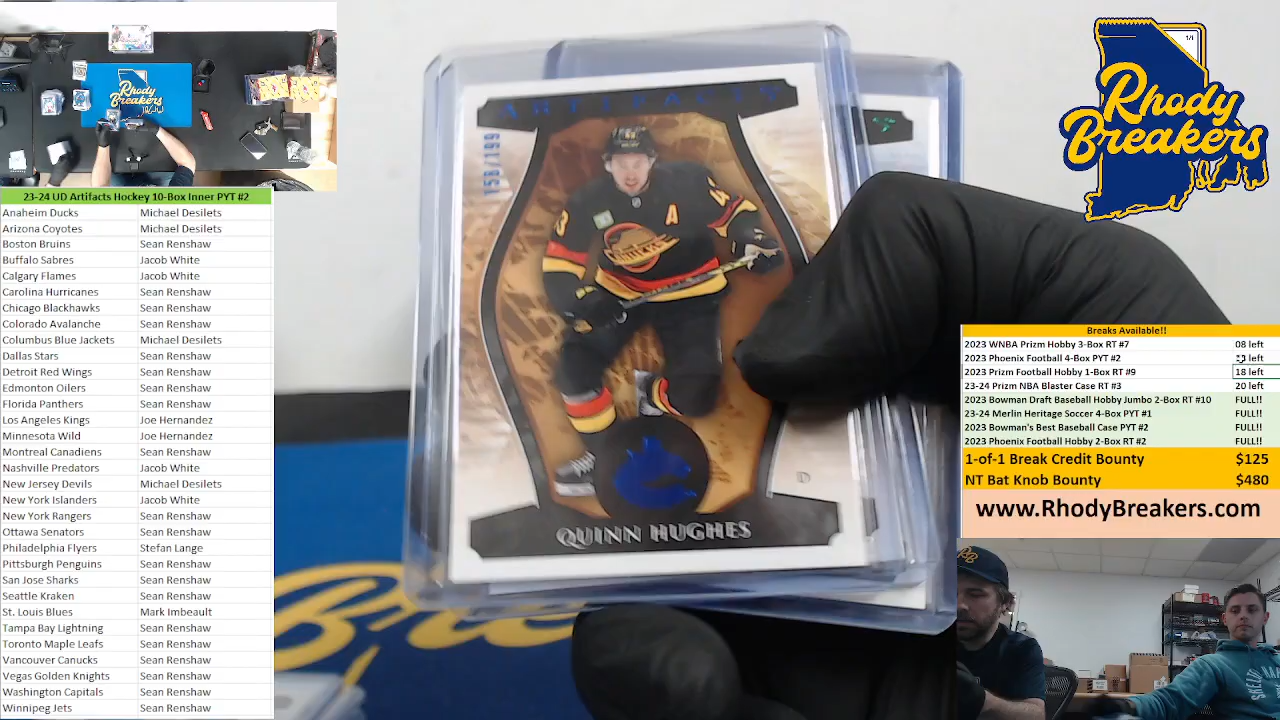 Rhody
Breakers
23-24 UD Artifacts Hockey 10-Box Inner PYT #2
Anaheim Ducks Michael Desilets
Arizona Coyotes Michael Desilets
Boston Bruins Sean Renshaw
Buffalo Sabres Jacob White
Calgary Flames Jacob White
Carolina Hurricanes Sean Renshaw
Chicago Blackhawks Sean Renshaw
Colorado Avalanche Sean Renshaw
Columbus Blue Jackets Michael Desilets
Dallas Stars Sean Renshaw
Detroit Red Wings Sean Renshaw
Edmonton Oilers Sean Renshaw
Florida Panthers Sean Renshaw
Los Angeles Kings Joe Hernandez
Minnesota Wild Joe Hernandez
Montreal Canadiens Sean Renshaw
Nashville Predators Jacob White
New Jersey Devils Michael Desilets
New York Islanders Jacob White
New York Rangers Sean Renshaw
Ottawa Senators Sean Renshaw
Philadelphia Flyers Stefan Lange
Pittsburgh Penguins Sean Renshaw
San Jose Sharks Sean Renshaw
Seattle Kraken Sean Renshaw
St. Louis Blues Mark Imbeault
Tampa Bay Lightning Sean Renshaw
Toronto Maple Leafs Sean Renshaw
Vancouver Canucks Sean Renshaw
Vegas Golden Knights Sean Renshaw
Washington Capitals Sean Renshaw
Winnipeg Jets Sean Renshaw
ARTIFACTS
158/199
A
CANUCKS
D
QUINN HUGHES
1/1
Rhody
Breakers
Breaks Available!!
2023 WNBA Prizm Hobby 3-Box RT #7 08 left
2023 Phoenix Football 4-Box PYT #2 left
2023 Prizm Football Hobby 1-Box RT #9 18 left
23-24 Prizm NBA Blaster Case RT #3 20 left
2023 Bowman Draft Baseball Hobby Jumbo 2-Box RT #10 FULL!!
23-24 Merlin Heritage Soccer 4-Box PYT #1 FULL!!
2023 Bowman's Best Baseball Case PYT #2 FULL!!
2023 Phoenix Football Hobby 2-Box RT #2 FULL!!
1-of-1 Break Credit Bounty $125
NT Bat Knob Bounty $480
www.RhodyBreakers.com
RB